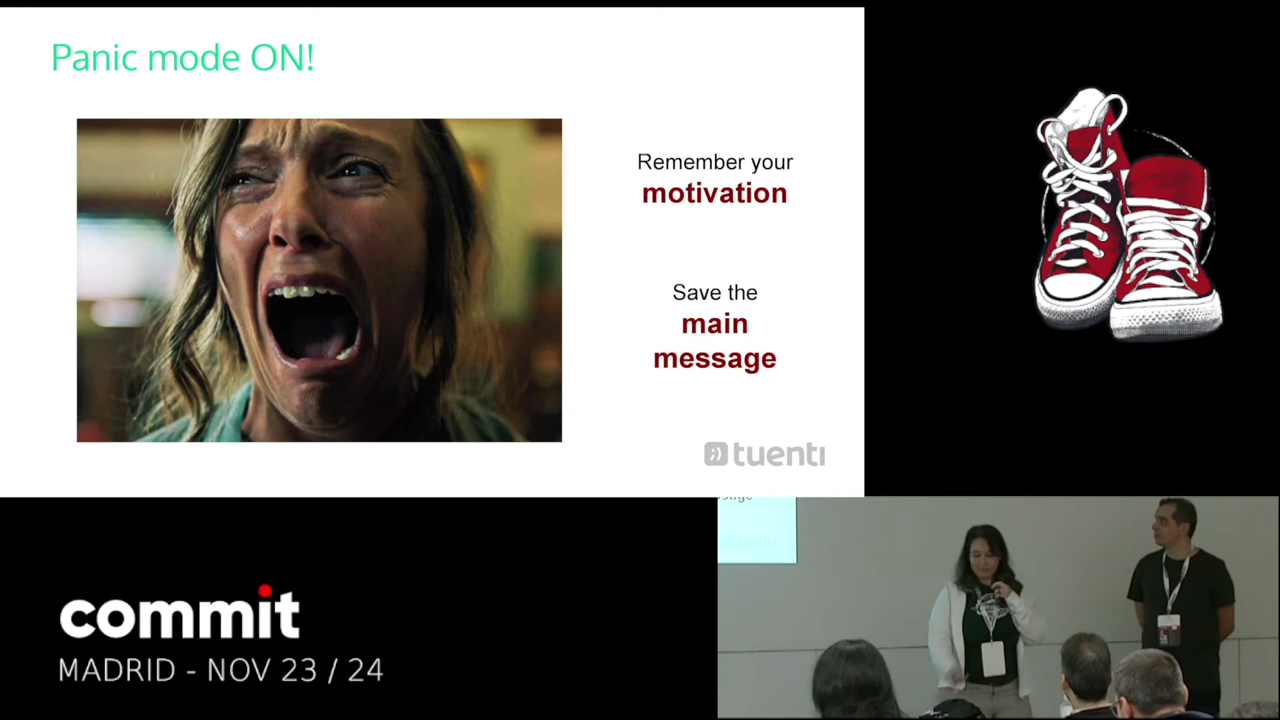 Panic mode ON!
Remember your
motivation
Save the
main
message
tuenti
commit
MADRID - NOV 23 / 24